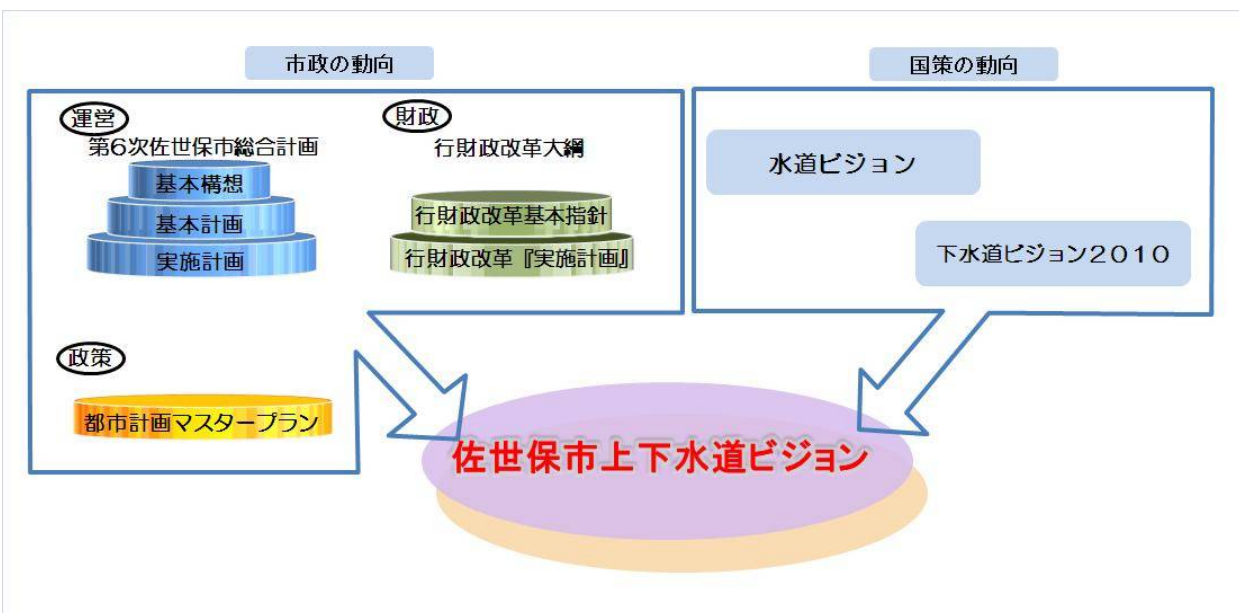 市政の動向
運営
第6次佐世保市総合計画
基本構想
基本計画
実施計画
財政
行財政改革大綱
行財政改革基本指針
行財政改革『実施計画』
政策
都市計画マスタープラン
国策の動向
水道ビジョン
下水道ビジョン2010
佐世保市上下水道ビジョン